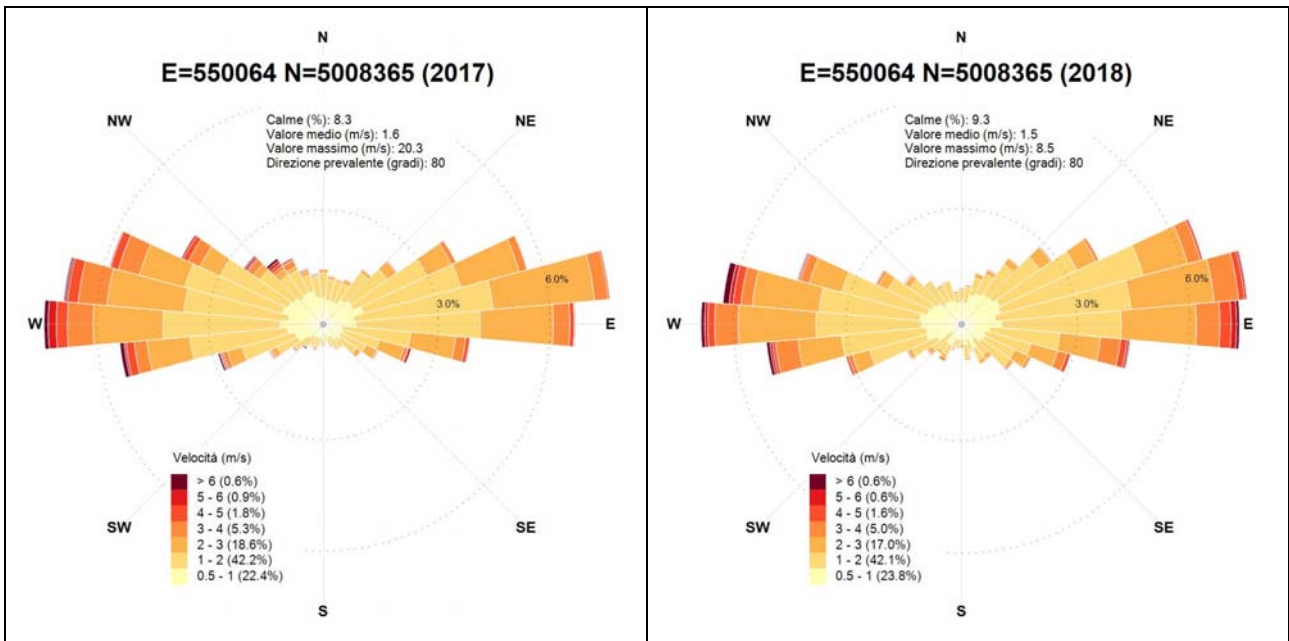 N
E=550064 N=5008365 (2017)
NW
NE
Calme (%): 8.3
Valore medio (m/s): 1.6
Valore massimo (m/s): 20.3
Direzione prevalente (gradi): 80
6.0%
3.0%
W
E
Velocità (m/s)
> 6 (0.6%)
5 - 6 (0.9%)
4 - 5 (1.8%)
3 - 4 (5.3%)
2 - 3 (18.6%)
1 - 2 (42.2%)
0.5 - 1 (22.4%)
SW
SE
S
N
E=550064 N=5008365 (2018)
NW
NE
Calme (%): 9.3
Valore medio (m/s): 1.5
Valore massimo (m/s): 8.5
Direzione prevalente (gradi): 80
6.0%
3.0%
W
E
Velocità (m/s)
> 6 (0.6%)
5 - 6 (0.6%)
4 - 5 (1.6%)
3 - 4 (5.0%)
2 - 3 (17.0%)
1 - 2 (42.1%)
0.5 - 1 (23.8%)
SW
SE
S